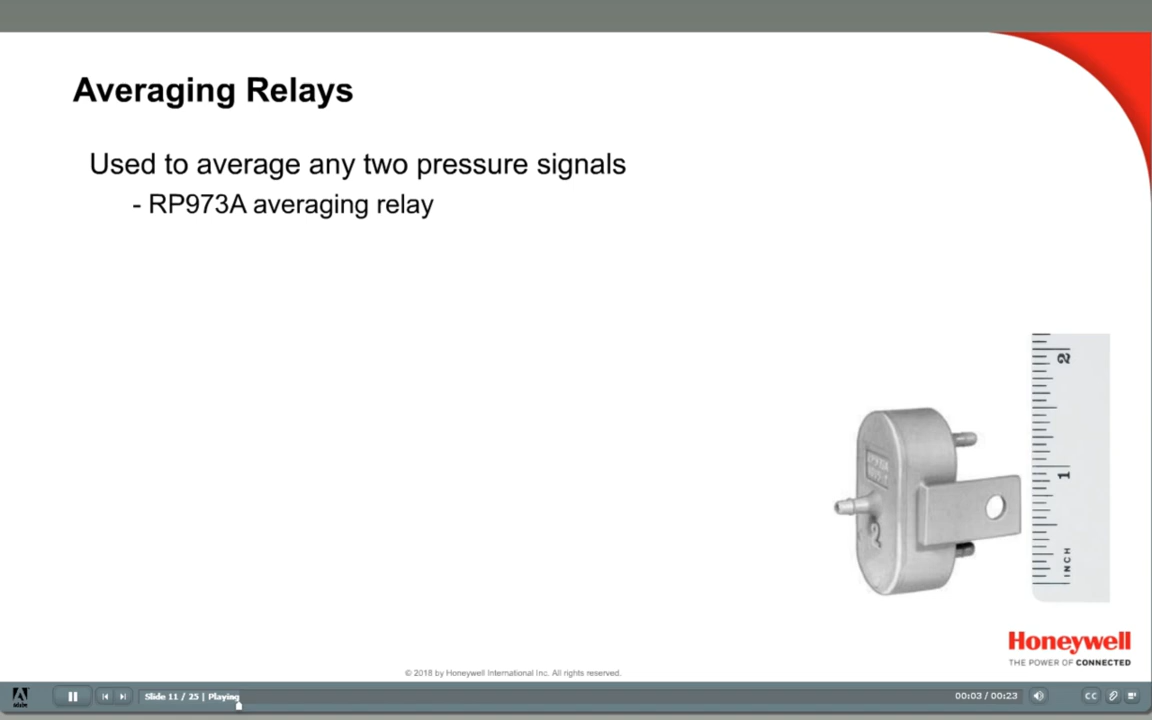 Averaging Relays
Used to average any two pressure signals
- RP973A averaging relay
2
1
INCH
2
Honeywell
THE POWER OF CONNECTED
© 2018 by Honeywell International Inc. All rights reserved.
Slide 11 / 25 | Playing
00:03 / 00:23
CC